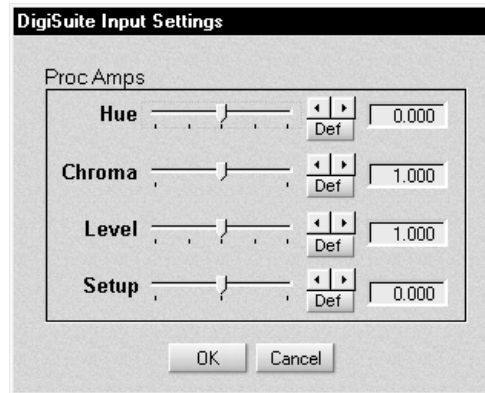 DigiSuite Input Settings
Proc Amps
Hue
Def
0.000
Chroma
Def
1.000
Level
Def
1.000
Setup
Def
0.000
OK
Cancel